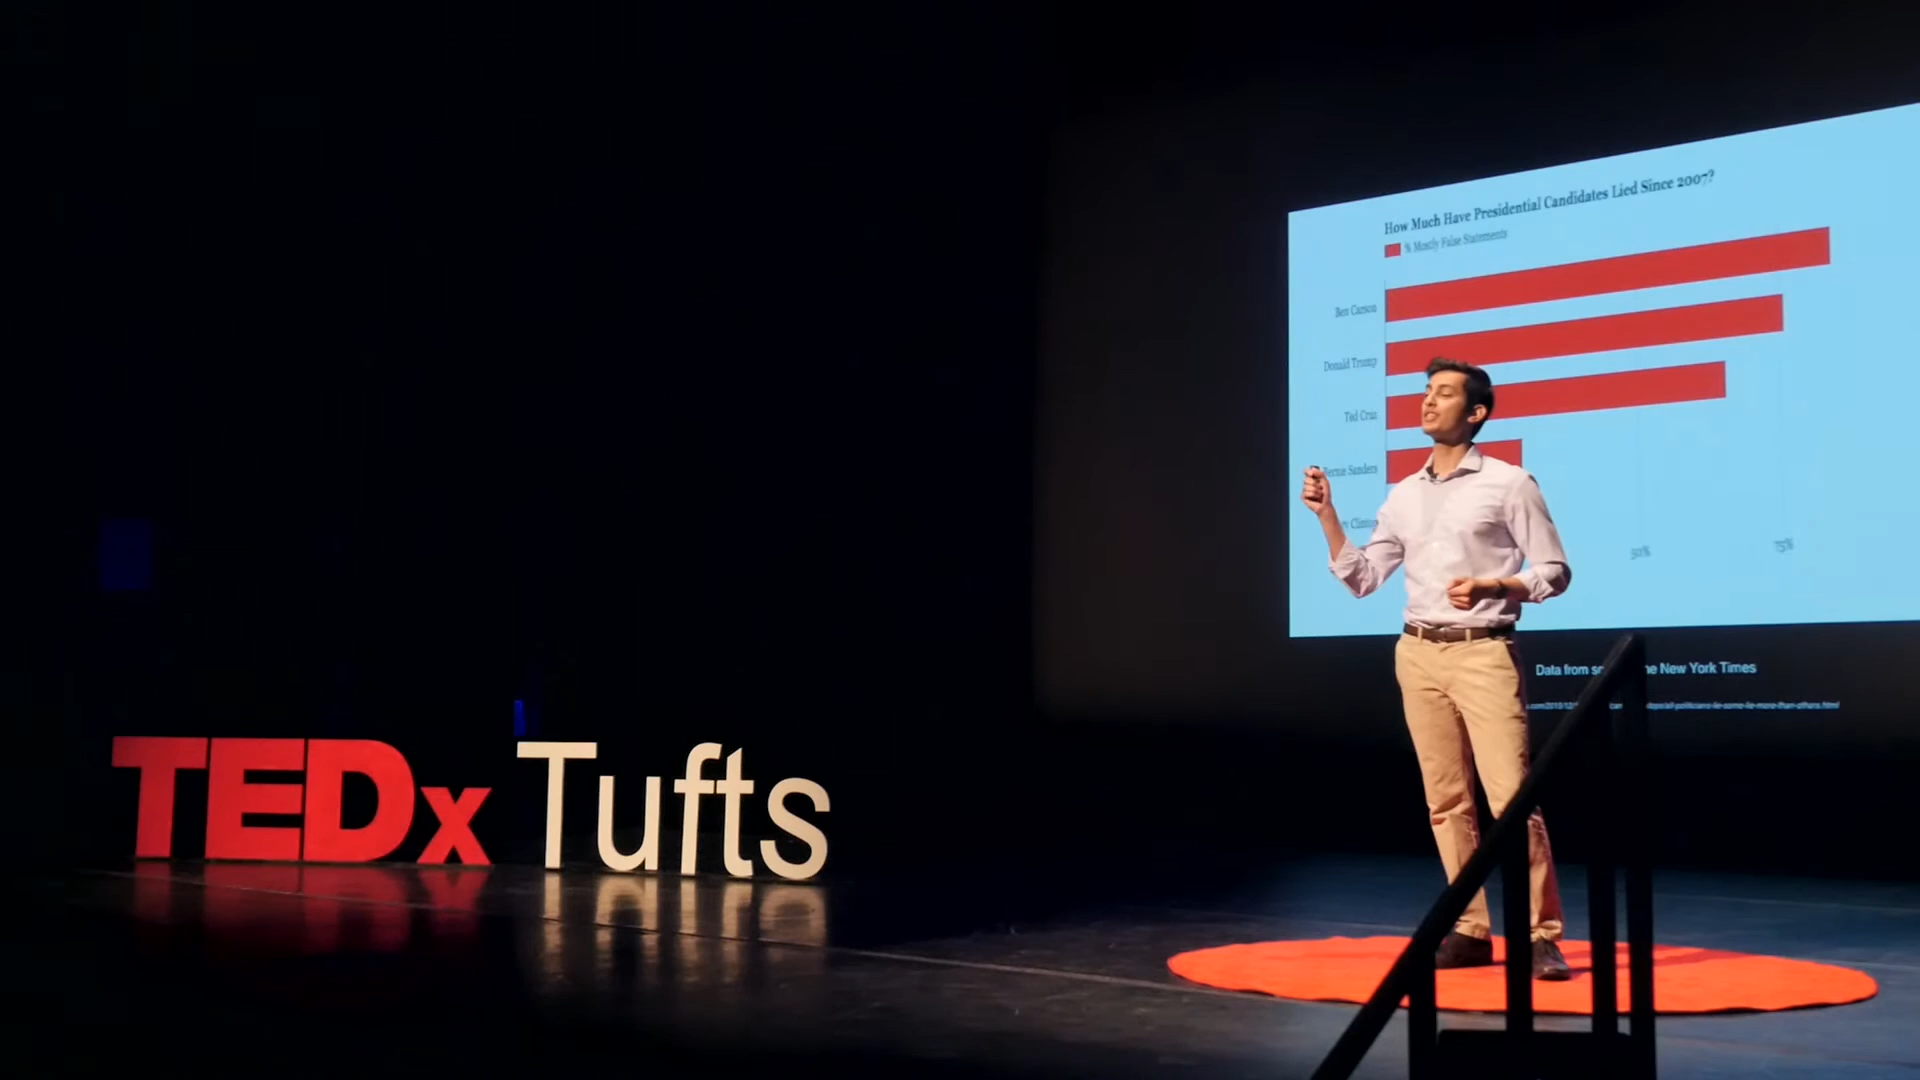 How Much Have Presidential Candidates Lied Since 2007?
% Mostly False Statements
Ben Carson
Donald Trump
Ted Cruz
Bernie Sanders
50%
75%
Data from New York Times
TEDx Tufts